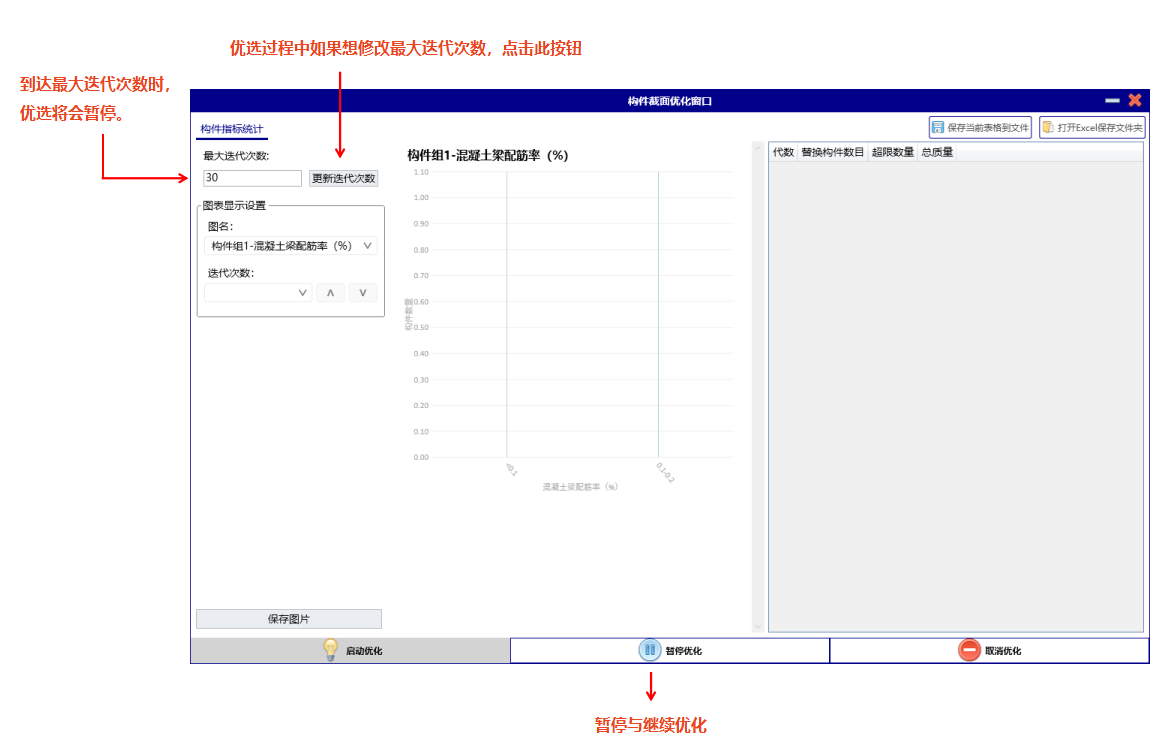 优选过程中如果想修改最大迭代次数，点击此按钮
到达最大迭代次数时，
优选将会暂停。
构件截面优化窗口
构件指标统计
保存当前表格到文件
打开Excel保存文件夹
最大迭代次数:
30
更新迭代次数
图表显示设置
图名:
构件组1-混凝土梁配筋率（%）
迭代次数:
构件组1-混凝土梁配筋率（%）
1.10
1.00
0.90
0.80
0.70
0.60
0.50
0.40
0.30
0.20
0.10
0.00
构件数量
<0.1
0.1-0.2
混凝土梁配筋率（%）
代数 替换构件数目 超限数量 总质量
保存图片
启动优化
暂停优化
取消优化
暂停与继续优化